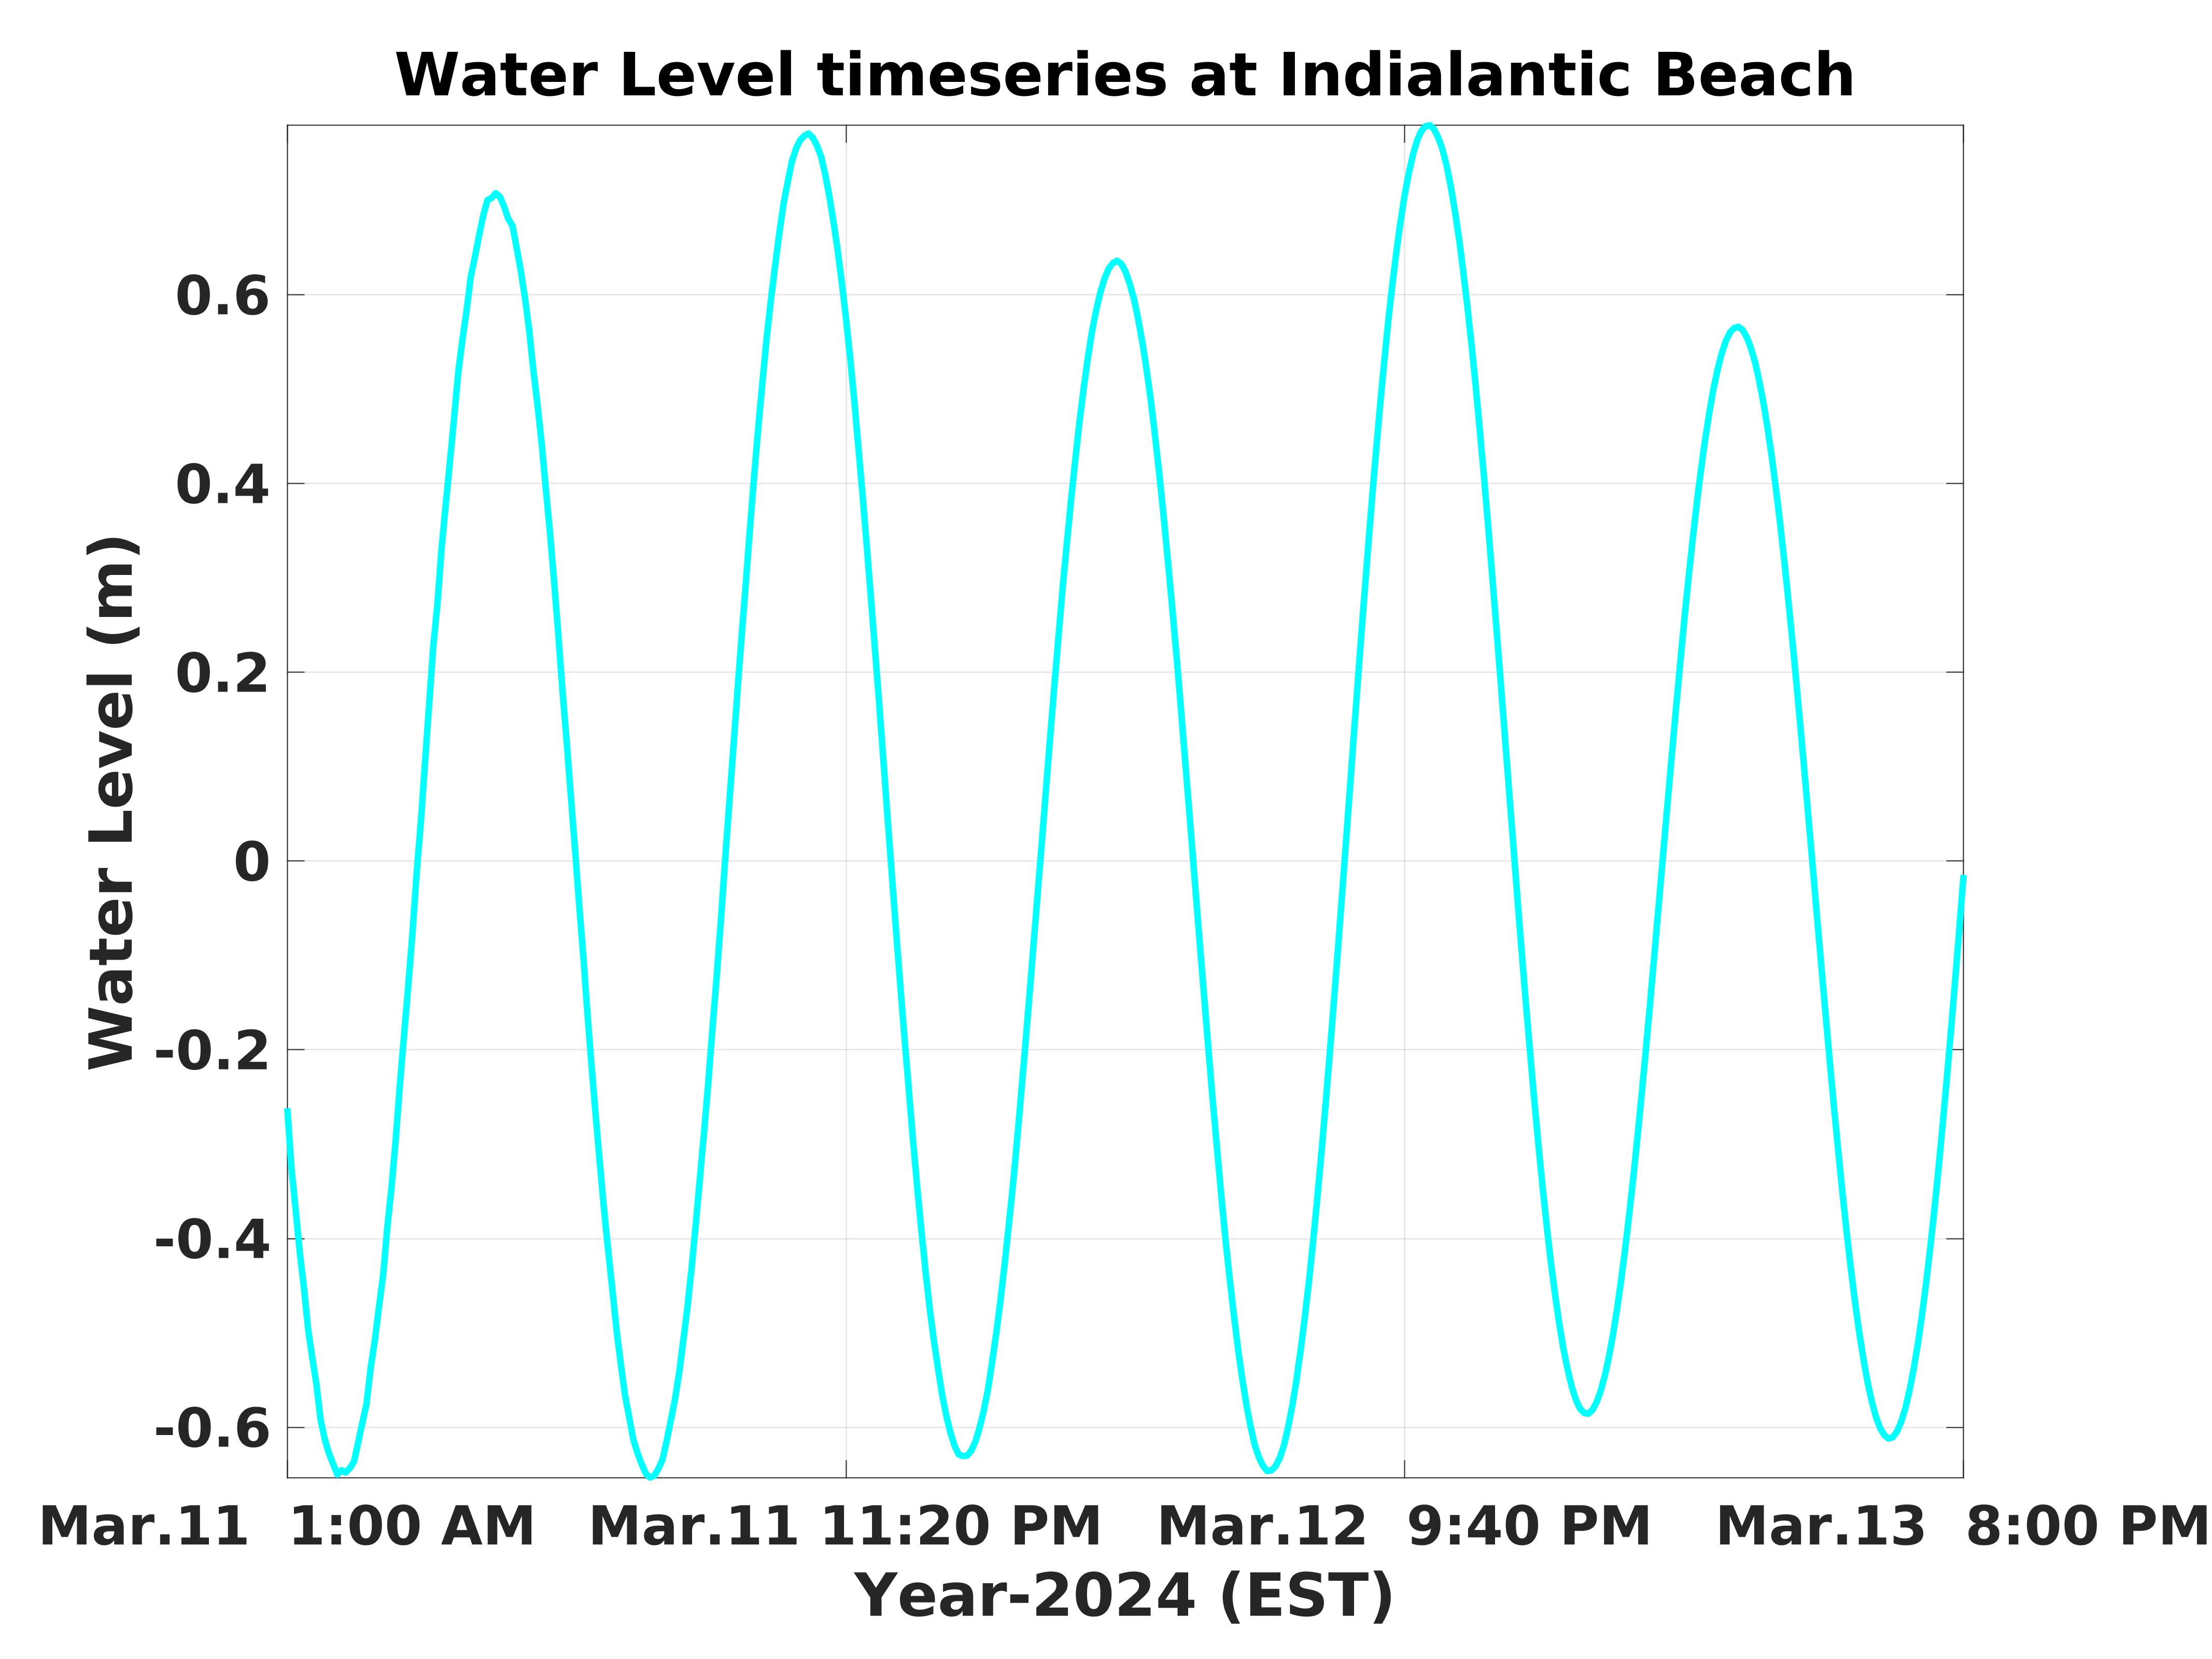 Water Level timeseries at Indialantic Beach
Water Level (m)
0.6
0.4
0.2
0
-0.2
-0.4
-0.6
Mar.11 1:00 AM Mar.11 11:20 PM Mar.12 9:40 PM Mar.13 8:00 PM
Year-2024 (EST)